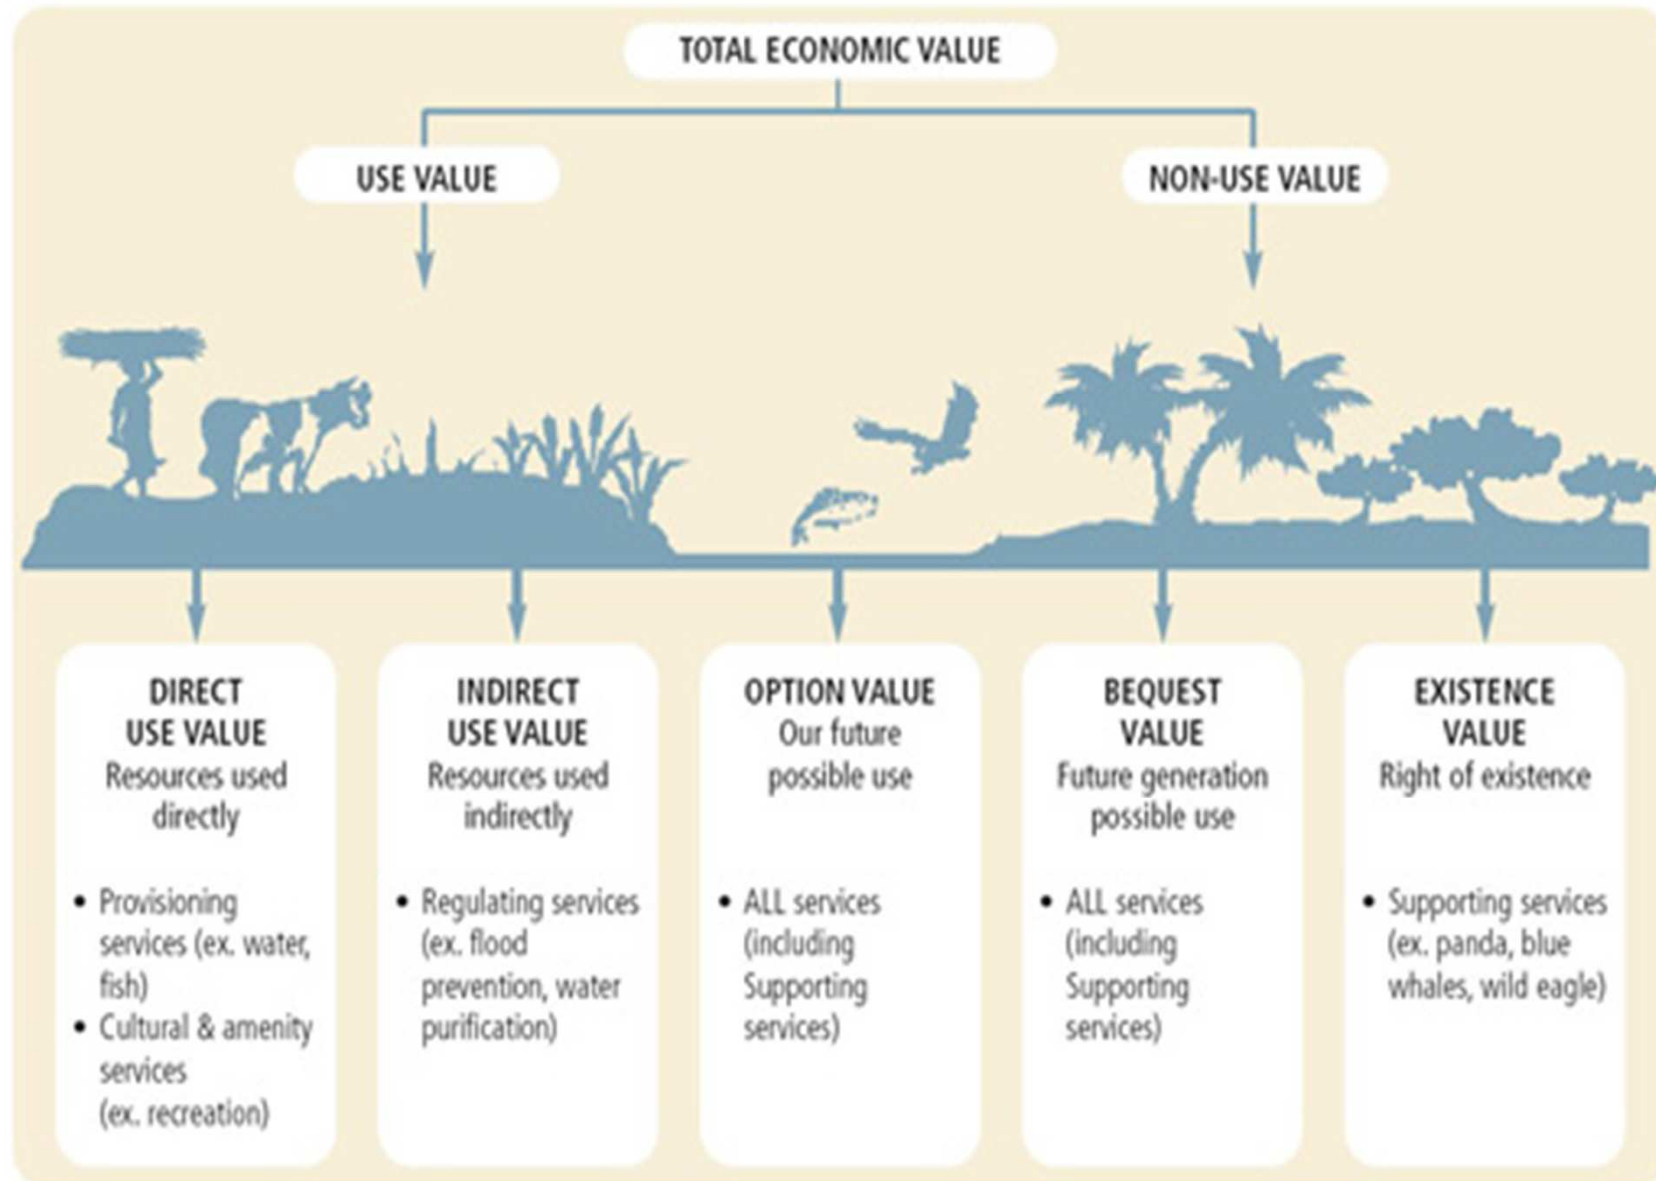 TOTAL ECONOMIC VALUE
USE VALUE
NON-USE VALUE
DIRECT
USE VALUE
Resources used
directly
• Provisioning
services (ex. water,
fish)
• Cultural & amenity
services
(ex. recreation)
INDIRECT
USE VALUE
Resources used
indirectly
• Regulating services
(ex. flood
prevention, water
purification)
OPTION VALUE
Our future
possible use
• ALL services
(including
Supporting
services)
BEQUEST
VALUE
Future generation
possible use
• ALL services
(including
Supporting
services)
EXISTENCE
VALUE
Right of existence
• Supporting services
(ex. panda, blue
whales, wild eagle)